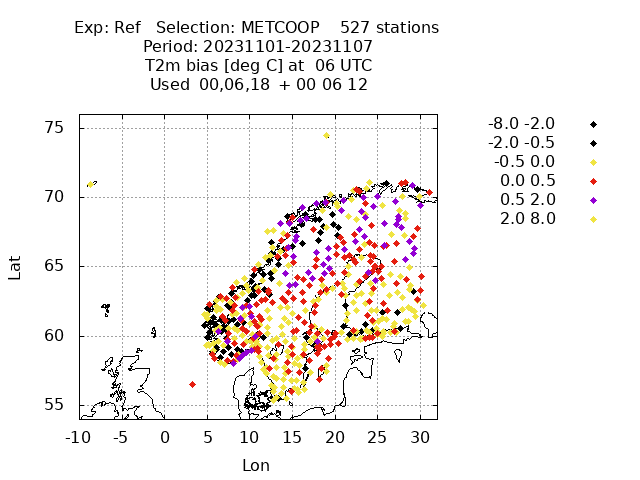 Exp: Ref Selection: METCOOP 527 stations
Period: 20231101-20231107
T2m bias [deg C] at 06 UTC
Used 00,06,18 + 00 06 12
-8.0 -2.0
-2.0 -0.5
-0.5 0.0
0.0 0.5
0.5 2.0
2.0 8.0
75
70
65
60
55
Lat
-10 -5 0 5 10 15 20 25 30
Lon